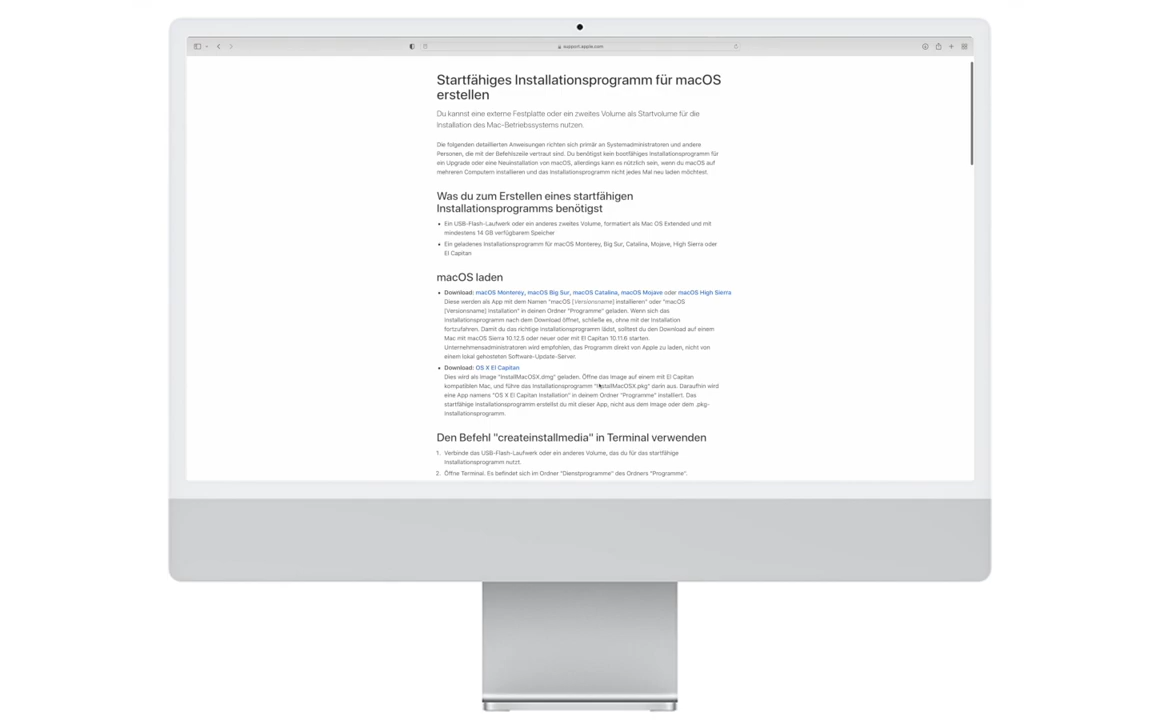 support.apple.com
Startfähiges Installationsprogramm für macOS
erstellen
Du kannst eine externe Festplatte oder ein zweites Volume als Startvolume für die
Installation des Mac-Betriebssystems nutzen.
Die folgenden detaillierten Anweisungen richten sich primär an Systemadministratoren und andere
Personen, die mit der Befehlszeile vertraut sind. Du benötigst kein bootfähiges Installationsprogramm für
ein Upgrade oder eine Neuinstallation von macOS, allerdings kann es nützlich sein, wenn du macOS auf
mehreren Computern installieren und das Installationsprogramm nicht jedes Mal neu laden möchtest.
Was du zum Erstellen eines startfähigen
Installationsprogramms benötigst
• Ein USB-Flash-Laufwerk oder ein anderes zweites Volume, formatiert als Mac OS Extended und mit
mindestens 14 GB verfügbarem Speicher
• Ein geladenes Installationsprogramm für macOS Monterey, Big Sur, Catalina, Mojave, High Sierra oder
El Capitan
macOS laden
• Download: macOS Monterey, macOS Big Sur, macOS Catalina, macOS Mojave oder macOS High Sierra
Diese werden als App mit dem Namen "macOS [Versionsname] installieren" oder "macOS
[Versionsname] Installation" in deinen Ordner "Programme" geladen. Wenn sich das
Installationsprogramm nach dem Download öffnet, schließe es, ohne mit der Installation
fortzufahren. Damit du das richtige Installationsprogramm lädst, solltest du den Download auf einem
Mac mit macOS Sierra 10.12.5 oder neuer oder mit El Capitan 10.11.6 starten.
Unternehmensadministratoren wird empfohlen, das Programm direkt von Apple zu laden, nicht von
einem lokal gehosteten Software-Update-Server.
• Download: OS X El Capitan
Dies wird als Image "InstallMacOSX.dmg" geladen. Öffne das Image auf einem mit El Capitan
kompatiblen Mac, und führe das Installationsprogramm "InstallMacOSX.pkg" darin aus. Daraufhin wird
eine App namens "OS X El Capitan Installation" in deinem Ordner "Programme" installiert. Das
startfähige Installationsprogramm erstellst du mit dieser App, nicht aus dem Image oder dem .pkg-
Installationsprogramm.
Den Befehl "createinstallmedia" in Terminal verwenden
1. Verbinde das USB-Flash-Laufwerk oder ein anderes Volume, das du für das startfähige
Installationsprogramm nutzt.
2. Öffne Terminal. Es befindet sich im Ordner "Dienstprogramme" des Ordners "Programme".